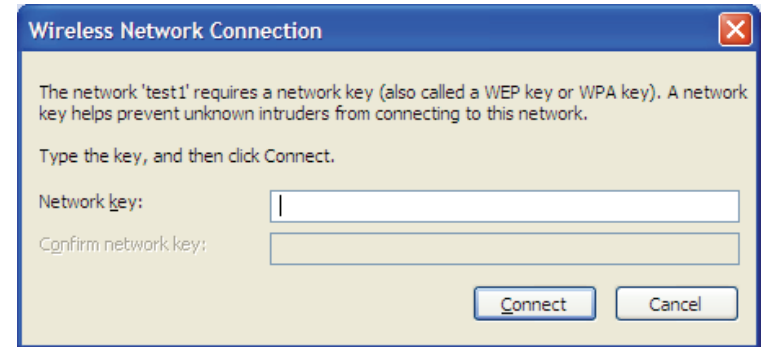 Wireless Network Connection
The network 'test1' requires a network key (also called a WEP key or WPA key). A network
key helps prevent unknown intruders from connecting to this network.
Type the key, and then click Connect.
Network key:
Confirm network key:
Connect Cancel